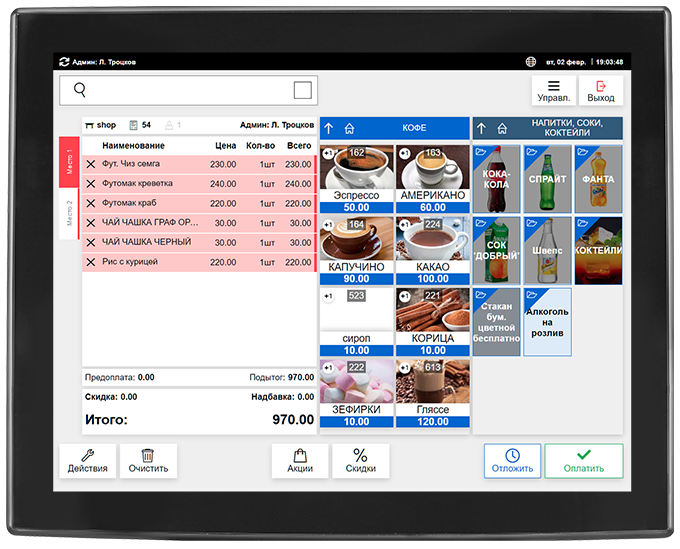 Админ: Л. Троцков
вт, 02 февр. | 19:03:48
Управл.
Выход
shop 54 1 Админ: Л. Троцков
Место 1
Место 2
Наименование Цена Кол-во Всего
Фут. Чиз семга 230.00 1шт 230.00
Футомак креветка 240.00 1шт 240.00
Футомак краб 220.00 1шт 220.00
ЧАЙ ЧАШКА ГРАФ ОР... 30.00 1шт 30.00
ЧАЙ ЧАШКА ЧЕРНЫЙ 30.00 1шт 30.00
Рис с курицей 220.00 1шт 220.00
Предоплата: 0.00 Подытог: 970.00
Скидка: 0.00 Надбавка: 0.00
Итого: 970.00
КОФЕ
+1 162
Эспрессо
50.00
+1 163
АМЕРИКАНО
60.00
+1 164
КАПУЧИНО
90.00
+1 224
КАКАО
100.00
+1 523
сироп
10.00
+1 221
КОРИЦА
10.00
+1 222
ЗЕФИРКИ
10.00
+1 613
Гляссе
120.00
НАПИТКИ, СОКИ,
КОКТЕЙЛИ
КОКА-
КОЛА
СПРАЙТ
ФАНТА
СОК
"ДОБРЫЙ"
Швепс
КОКТЕЙЛИ
Стакан
бум.
цветной
бесплатно
Алкоголь
на
розлив
Действия
Очистить
Акции
Скидки
Отложить
Оплатить